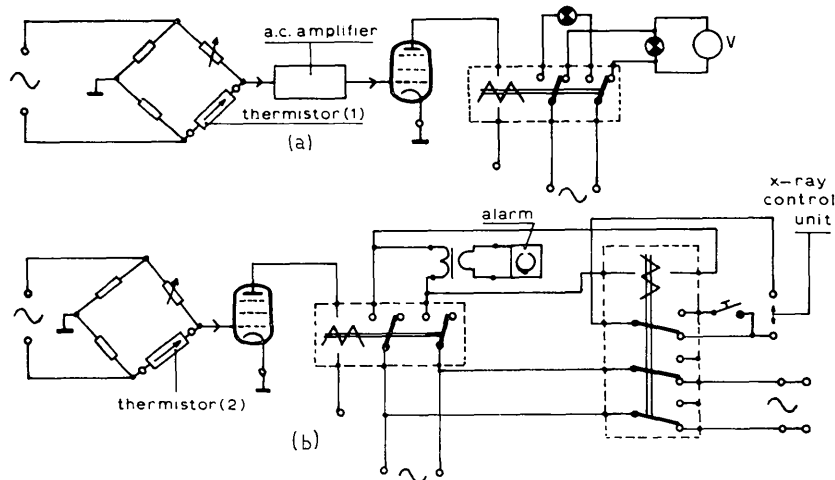 a.c. amplifier
thermistor(1)
(a)
V
x-ray
control
unit
alarm
thermistor(2)
(b)